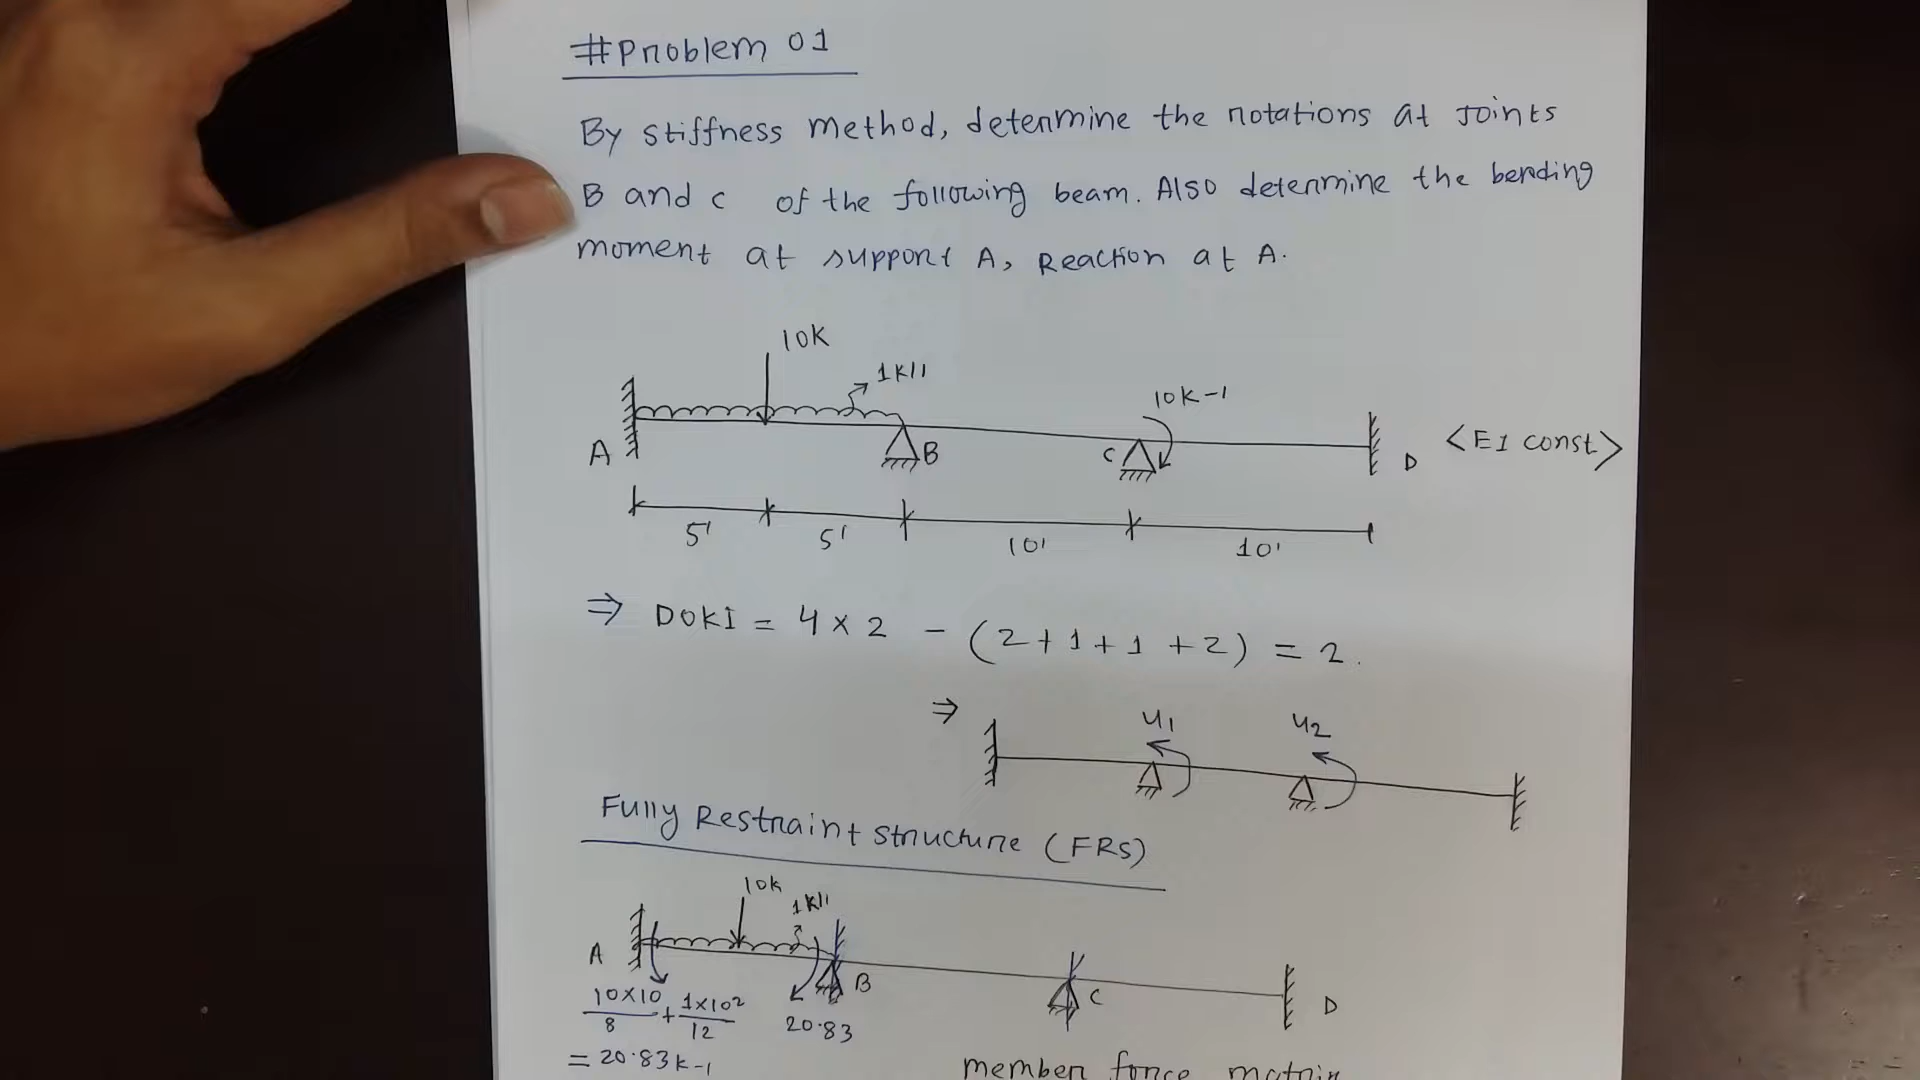 #Problem 01
By stiffness method, determine the rotations at Joints
B and c of the following beam. Also determine the bending
moment at support A, Reaction at A.
10K
1K/'
10K-'
A
B
C
D
<EI const>
5'
5'
10'
10'
⇒ DOKI = 4 × 2 - (2+1+1+2) = 2.
⇒
u1
u2
Fully Restraint structure (FRS)
10k
1k/'
A
B
C
D
10×10/8 + 1×10²/12
20.83
= 20.83k-'
member force matrix